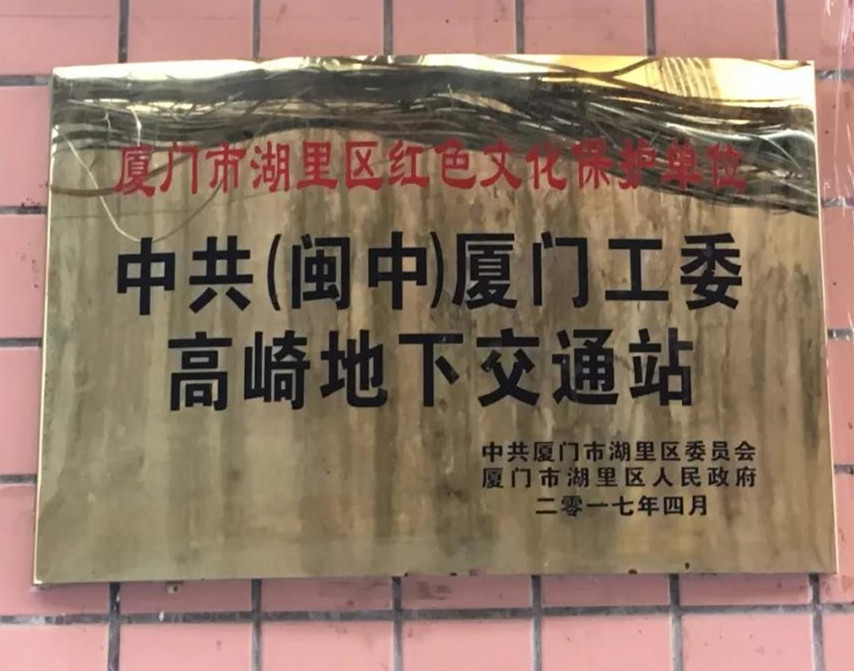 厦门市湖里区红色文化保护单位
中共(闽中)厦门工委
高崎地下交通站
中共厦门市湖里区委员会
厦门市湖里区人民政府
二零一七年四月